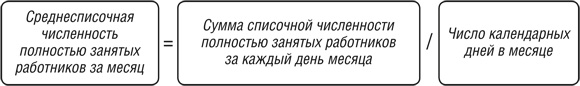 Среднесписочная
численность
полностью занятых
работников за месяц
=
Сумма списочной численности
полностью занятых работников
за каждый день месяца
/
Число календарных
дней в месяце